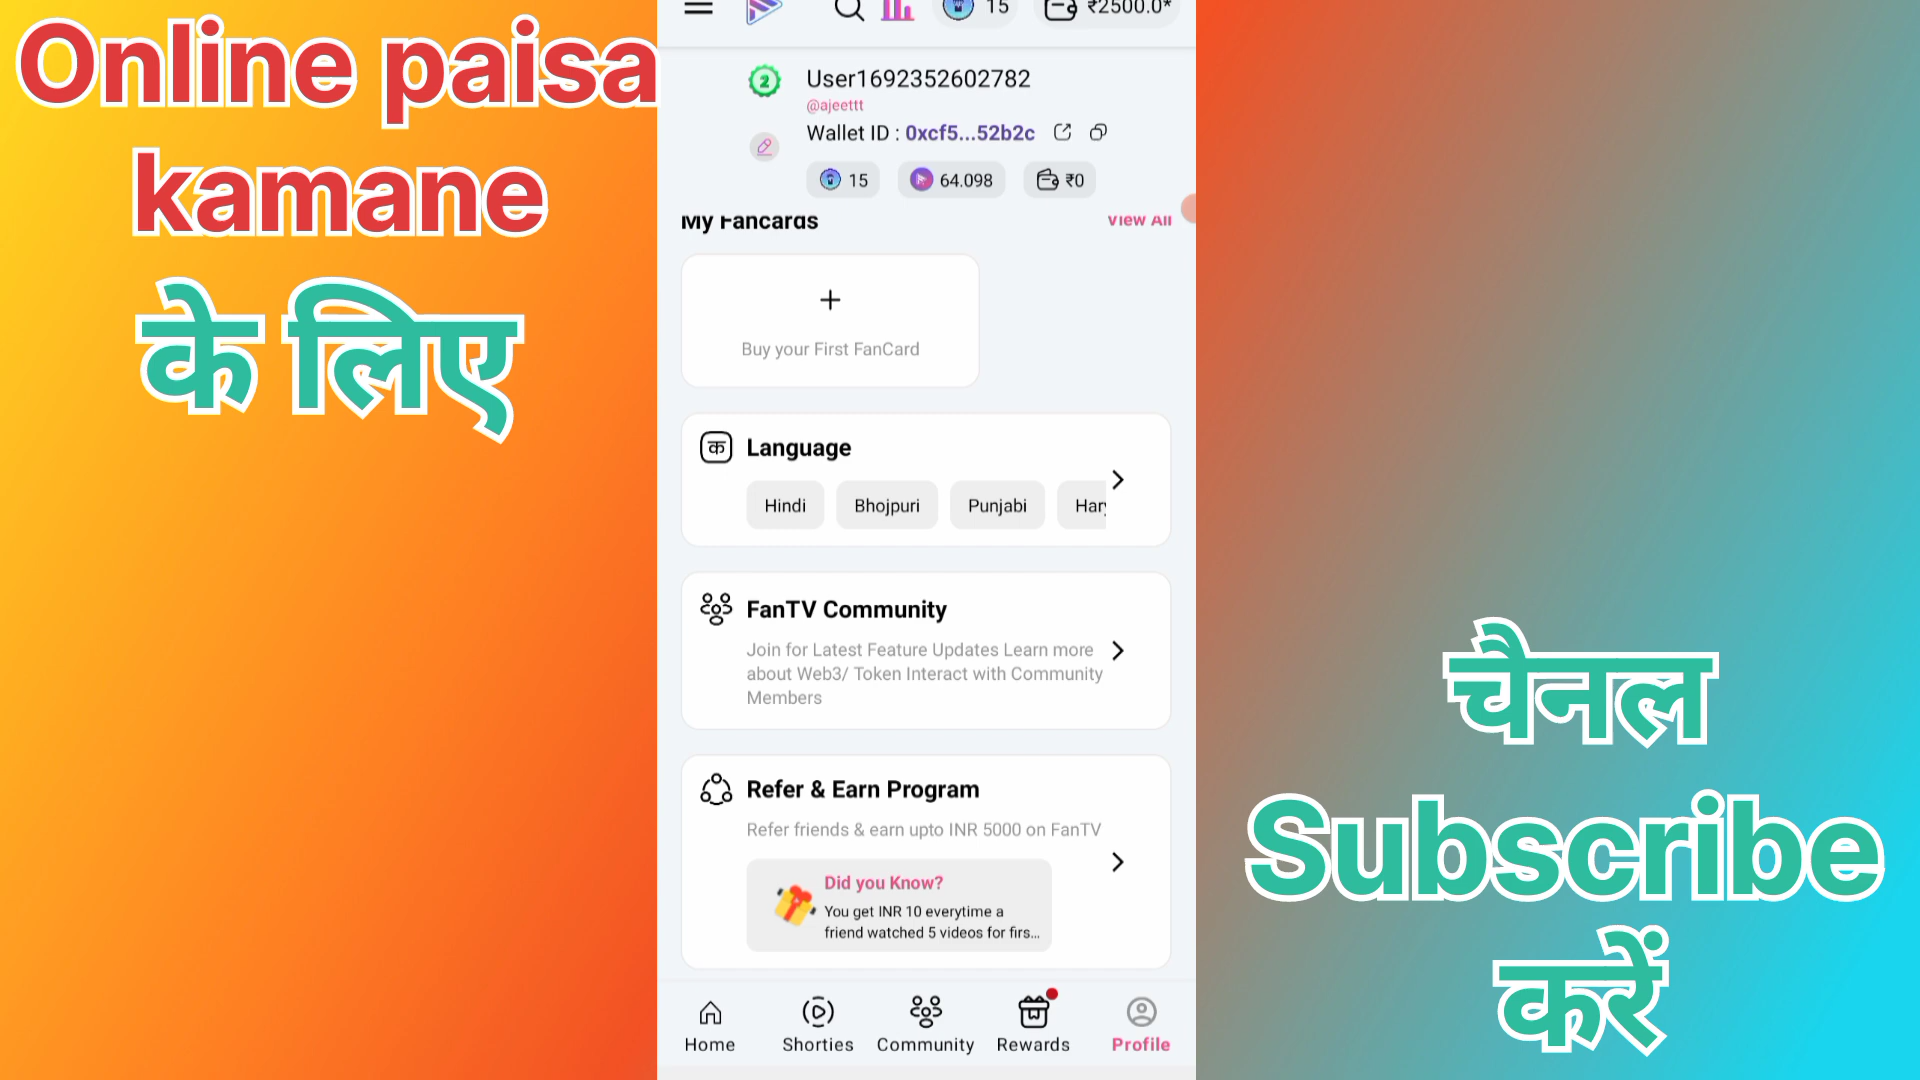 Online paisa
kamane
के लिए
15
₹2500.0*
User1692352602782
@ajeettt
Wallet ID : 0xcf5...52b2c
2
15
64.098
₹0
My Fancards
View All
+
Buy your First FanCard
क
Language
Hindi
Bhojpuri
Punjabi
FanTV Community
Join for Latest Feature Updates Learn more
about Web3/ Token Interact with Community
Members
Refer & Earn Program
Refer friends & earn upto INR 5000 on FanTV
Did you Know?
You get INR 10 everytime a
friend watched 5 videos for firs...
Home
Shorties
Community
Rewards
Profile
चैनल
Subscribe
करें